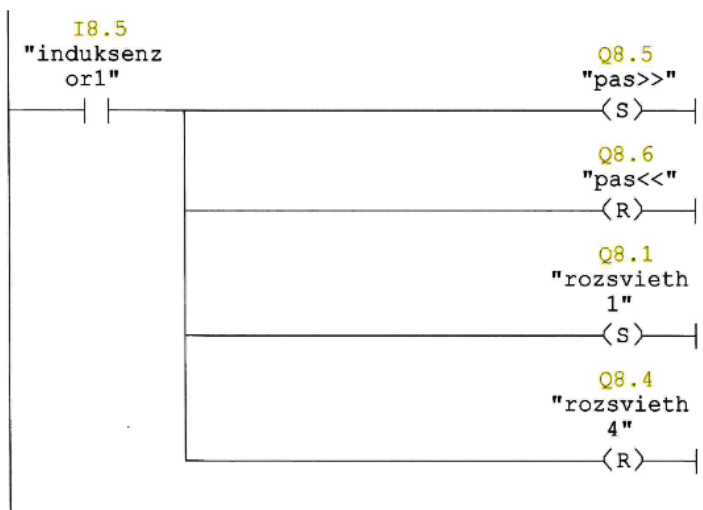 I8.5
"induksenz
or1"
Q8.5
"pas>>"
(S)
Q8.6
"pas<<"
(R)
Q8.1
"rozsvieth
1"
(S)
Q8.4
"rozsvieth
4"
(R)